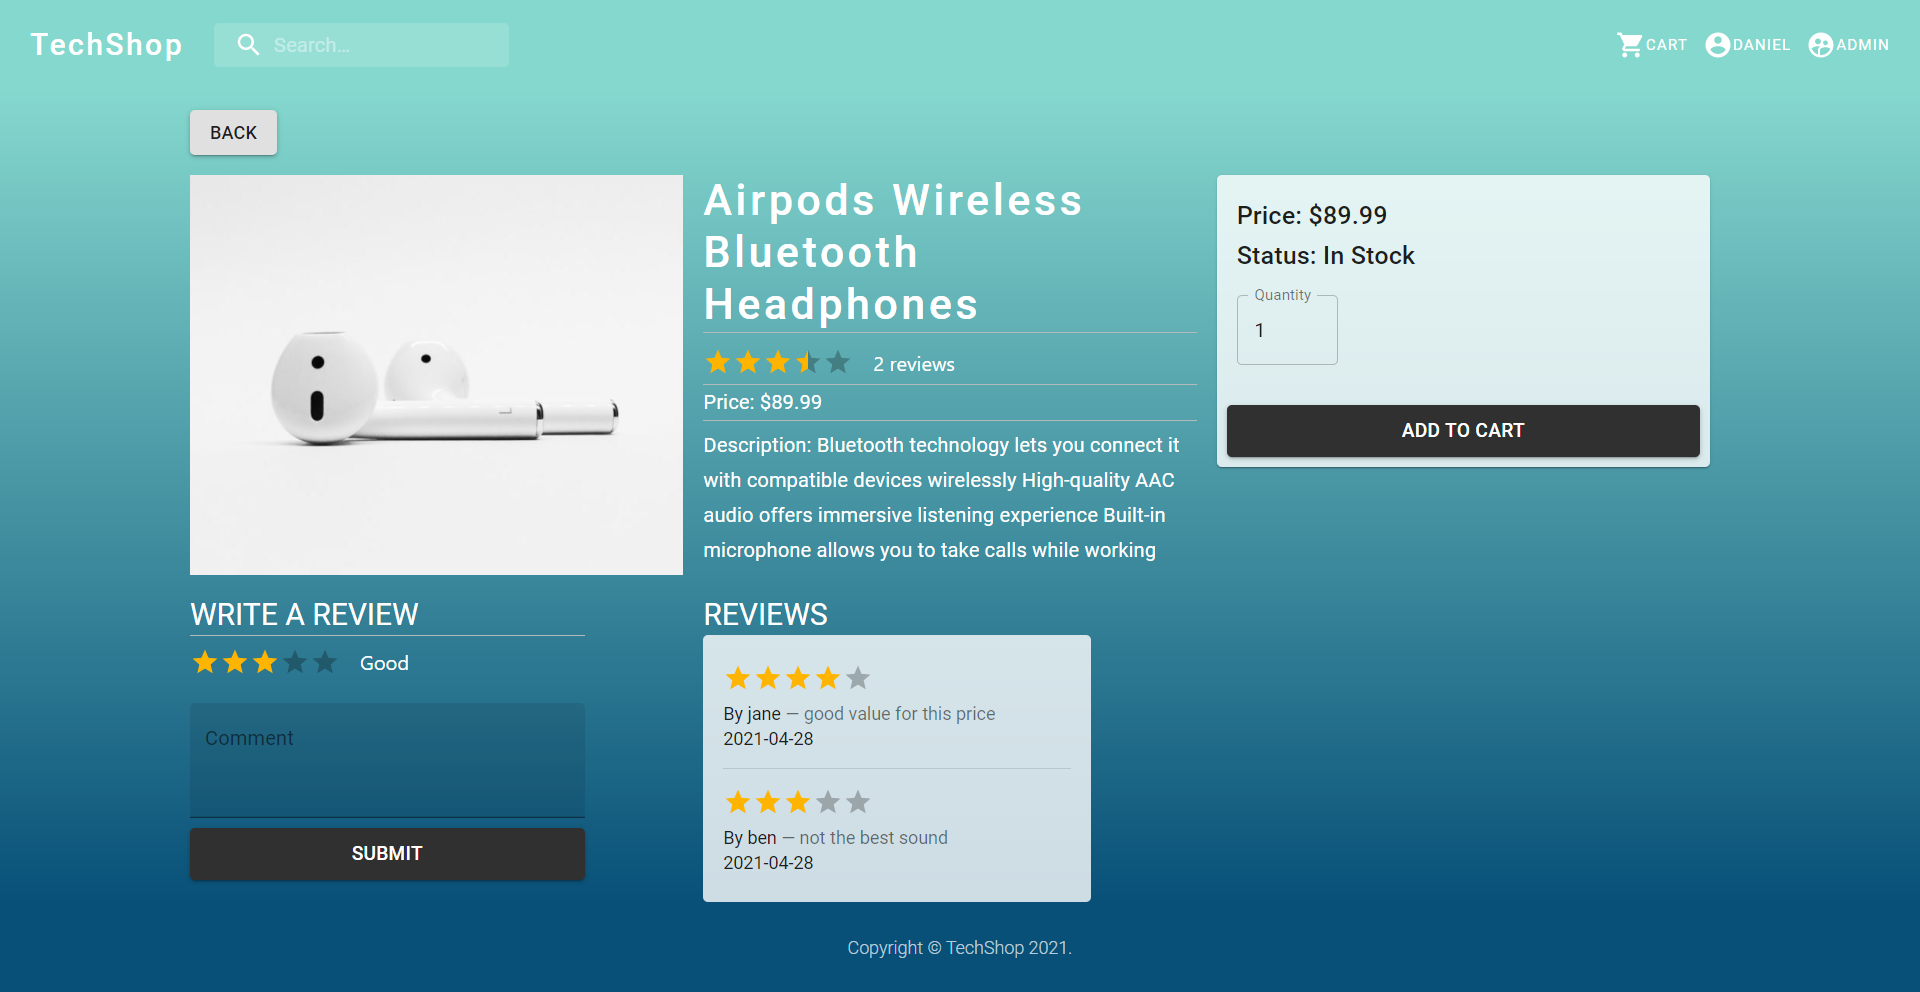 TechShop
Search...
CART
DANIEL
ADMIN
BACK
Airpods Wireless
Bluetooth
Headphones
2 reviews
Price: $89.99
Description: Bluetooth technology lets you connect it
with compatible devices wirelessly High-quality AAC
audio offers immersive listening experience Built-in
microphone allows you to take calls while working
Price: $89.99
Status: In Stock
Quantity
1
ADD TO CART
WRITE A REVIEW
Good
Comment
SUBMIT
REVIEWS
By jane — good value for this price
2021-04-28
By ben — not the best sound
2021-04-28
Copyright © TechShop 2021.